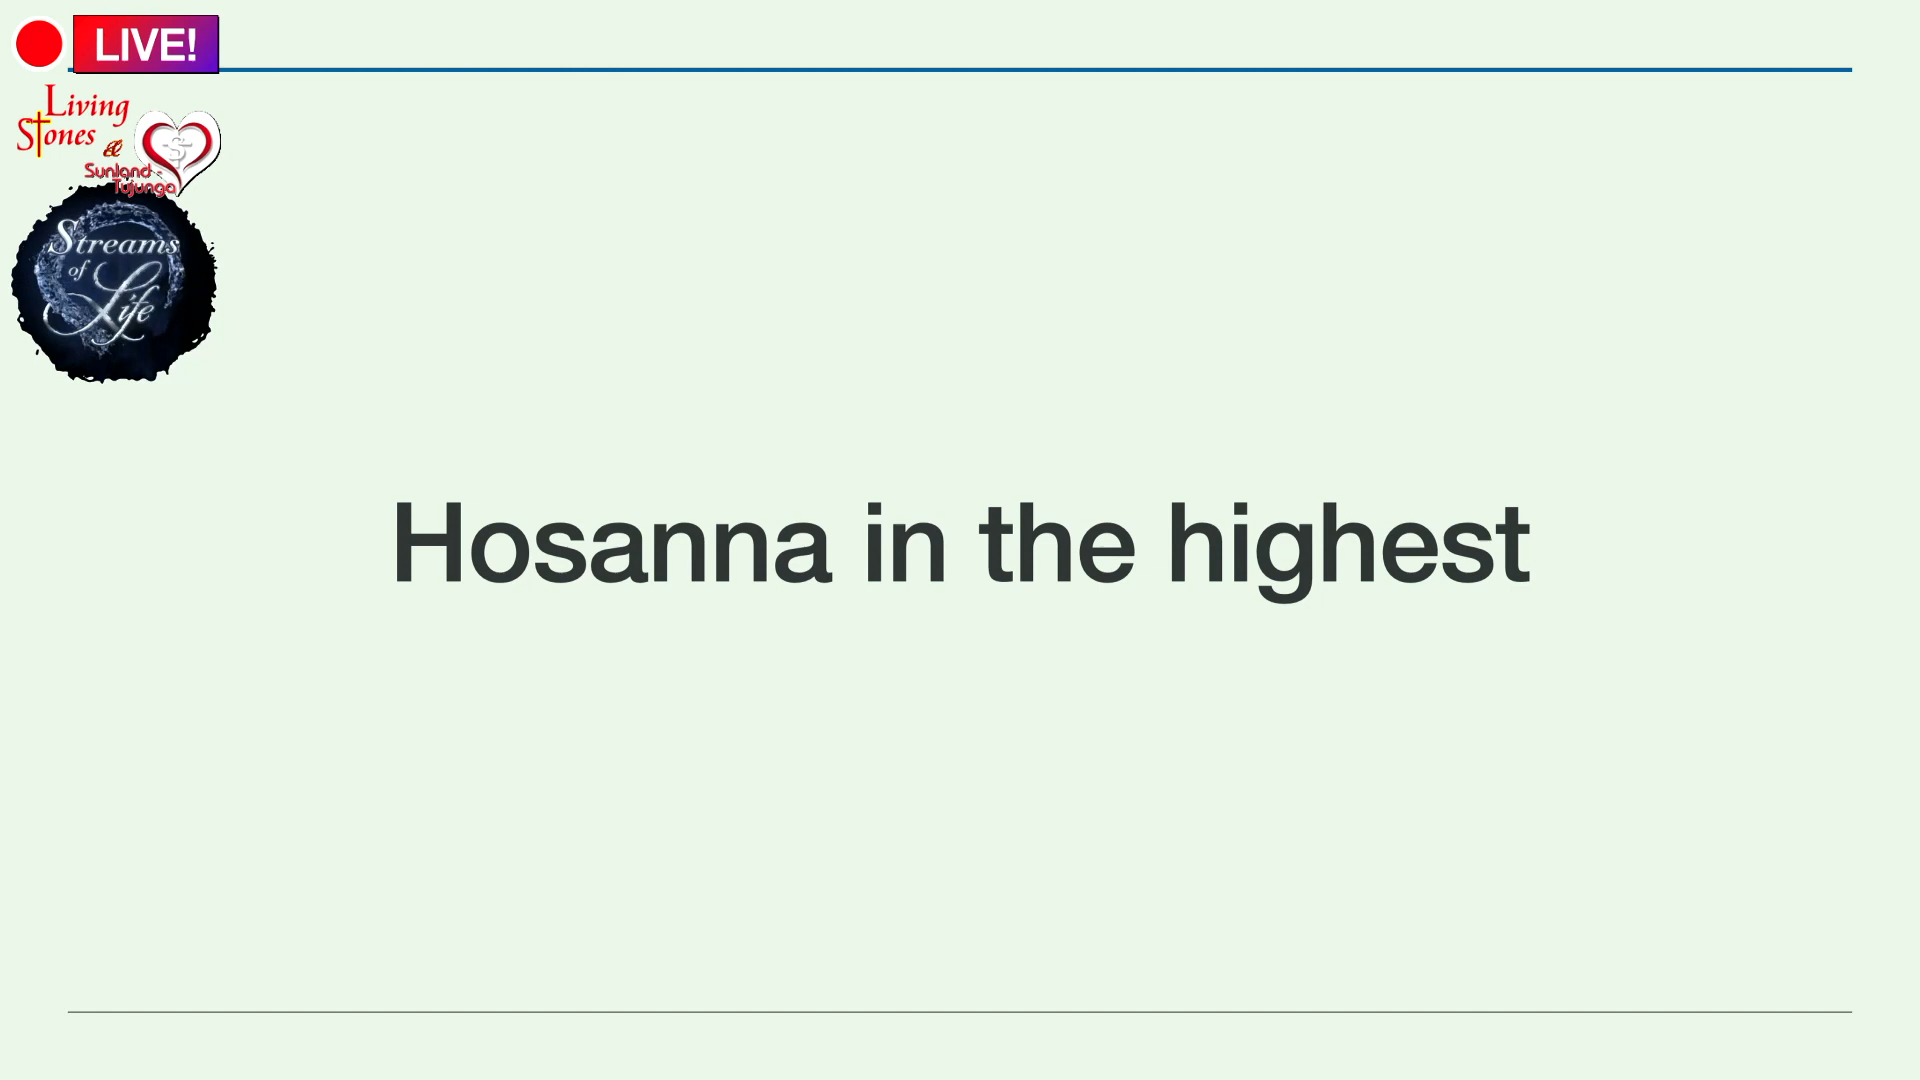 LIVE!
Living
Stones
&
Sunland -
Tujunga
Streams
of
Life
Hosanna in the highest